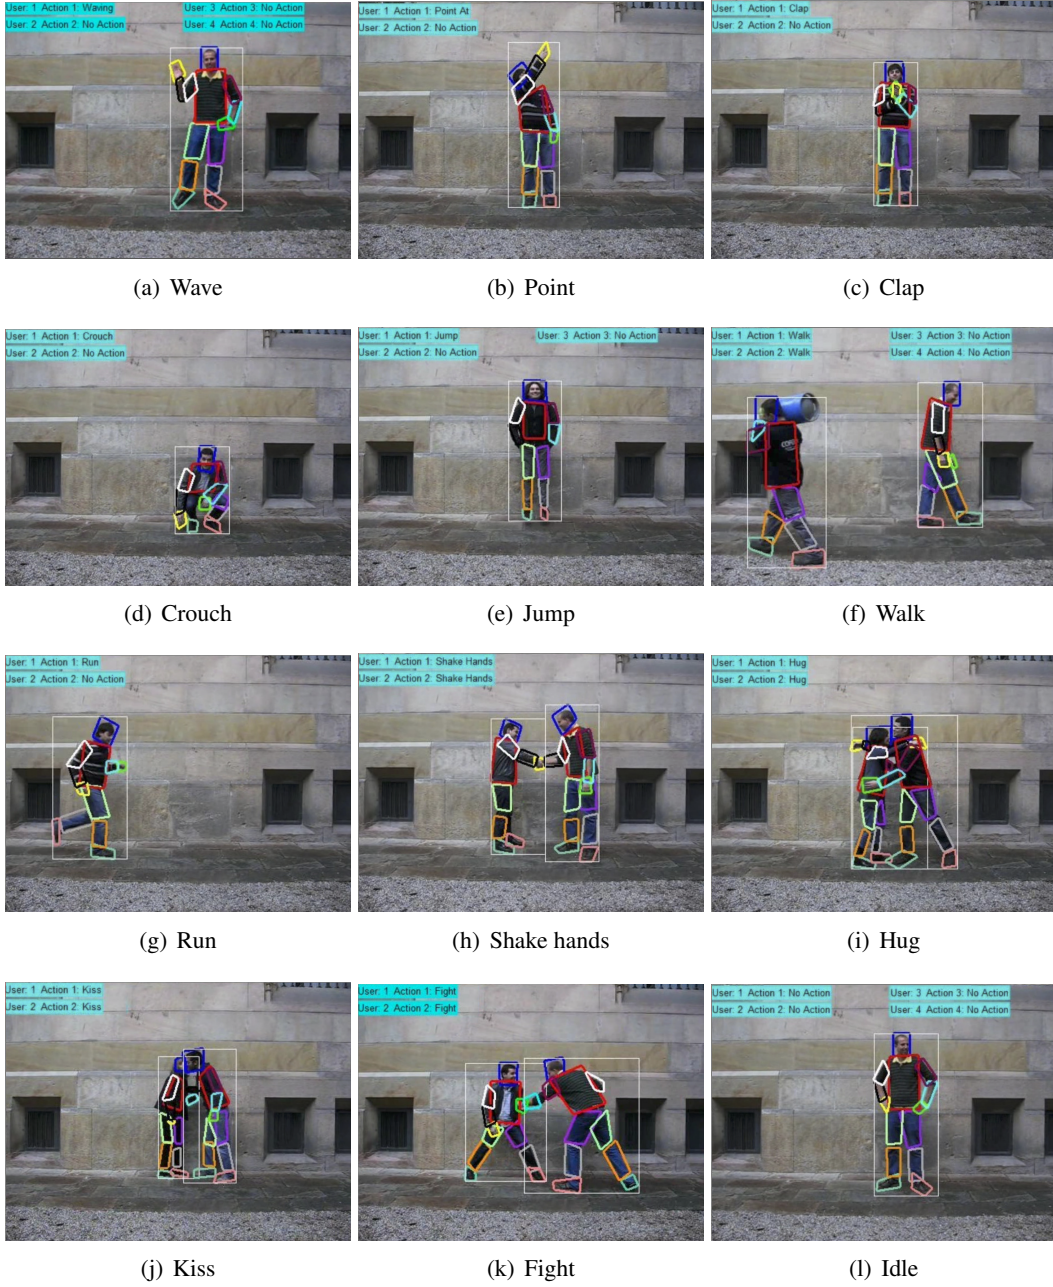 User: 1 Action 1: Waving User: 3 Action 3: No Action
User: 2 Action 2: No Action User: 4 Action 4: No Action
(a) Wave
User: 1 Action 1: Point At
User: 2 Action 2: No Action
(b) Point
User: 1 Action 1: Clap
User: 2 Action 2: No Action
(c) Clap
User: 1 Action 1: Crouch
User: 2 Action 2: No Action
(d) Crouch
User: 1 Action 1: Jump User: 3 Action 3: No Action
User: 2 Action 2: No Action
(e) Jump
User: 1 Action 1: Walk User: 3 Action 3: No Action
User: 2 Action 2: Walk User: 4 Action 4: No Action
(f) Walk
User: 1 Action 1: Run
User: 2 Action 2: No Action
(g) Run
User: 1 Action 1: Shake Hands
User: 2 Action 2: Shake Hands
(h) Shake hands
User: 1 Action 1: Hug
User: 2 Action 2: Hug
(i) Hug
User: 1 Action 1: Kiss
User: 2 Action 2: Kiss
(j) Kiss
User: 1 Action 1: Fight
User: 2 Action 2: Fight
(k) Fight
User: 1 Action 1: No Action User: 3 Action 3: No Action
User: 2 Action 2: No Action User: 4 Action 4: No Action
(l) Idle